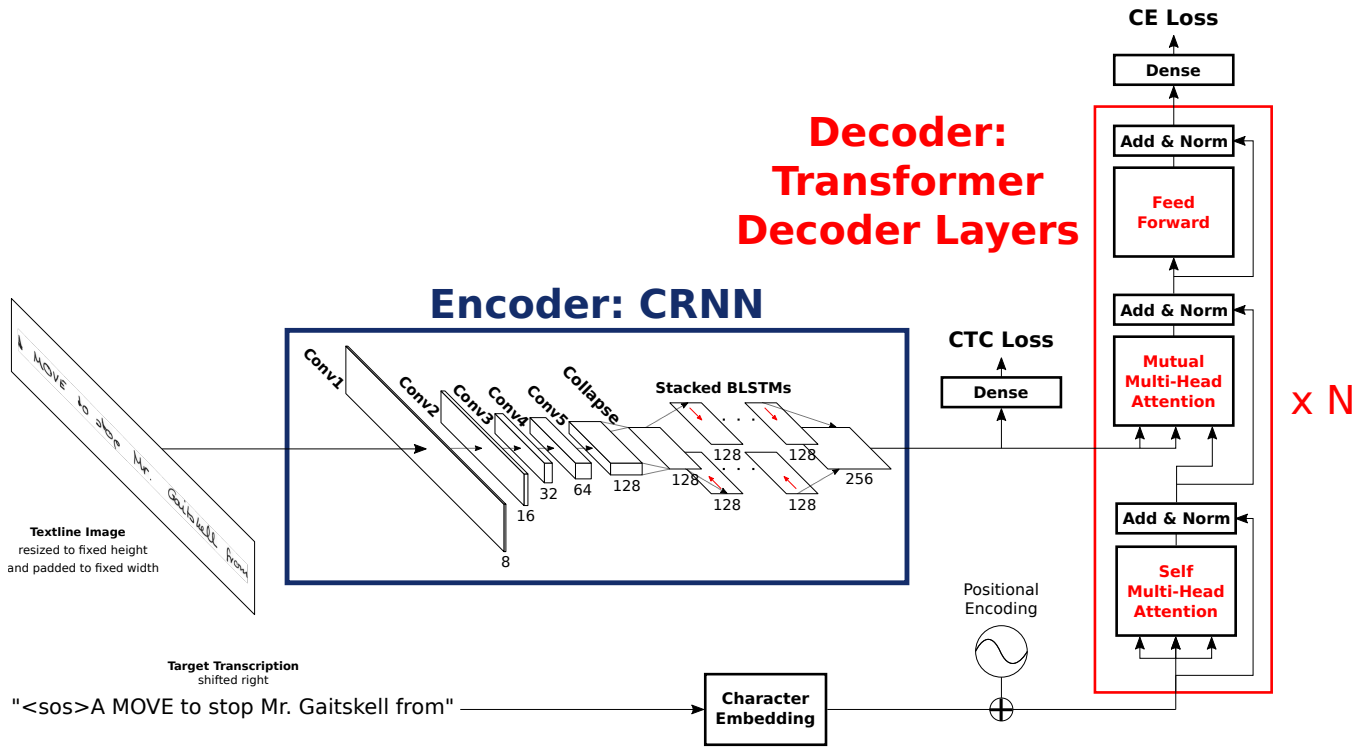 CE Loss
Dense
Add & Norm
Feed
Forward
Decoder:
Transformer
Decoder Layers
Add & Norm
Mutual
Multi-Head
Attention
x N
Add & Norm
Self
Multi-Head
Attention
Encoder: CRNN
CTC Loss
Dense
Conv1
Conv2
Conv3
Conv4
Conv5
Collapse
Stacked BLSTMs
8
16
32
64
128
128
128
128
128
128
256
A MOVE to stop Mr. Gaitskell from
Textline Image
resized to fixed height
and padded to fixed width
Positional
Encoding
Target Transcription
shifted right
"<sos>A MOVE to stop Mr. Gaitskell from"
Character
Embedding